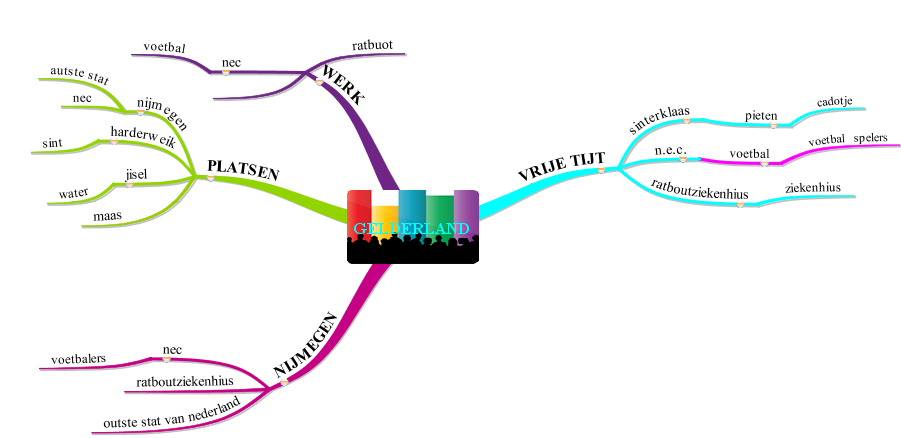 GELDERLAND
WERK
nec
voetbal
ratbuot
PLATSEN
nijmegen
autste stat
nec
harderweik
sint
jisel
water
maas
NIJMEGEN
nec
voetbalers
ratboutziekenhius
outste stat van nederland
VRIJE TIJT
sinterklaas
pieten
cadotje
n.e.c.
voetbal
voetbal spelers
ratboutziekenhius
ziekenhius